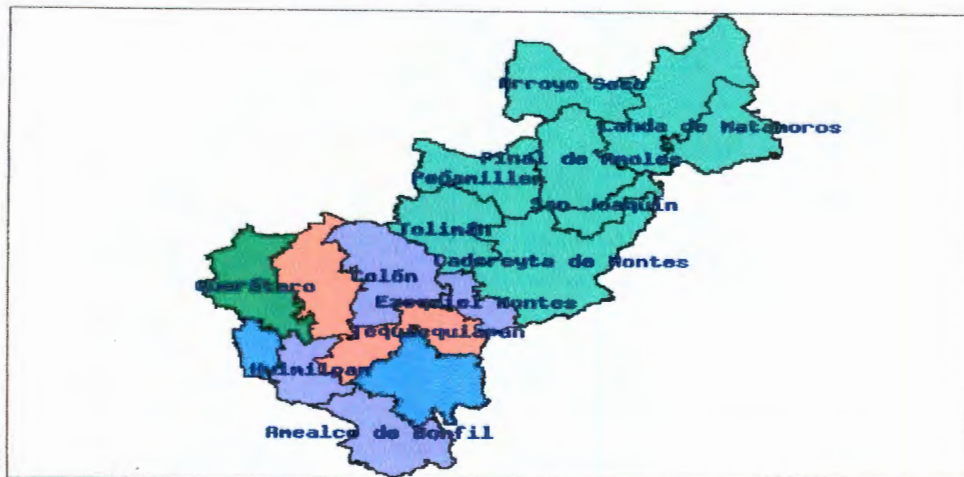 Arroyo Seco
Landa de Matamoros
Pinal de Amoles
Peñamiller
San Joaquín
Tolimán
Cadereyta de Montes
Colón
Querétaro
Ezequiel Montes
Tequisquiapan
Huimilpan
Amealco de Bonfil